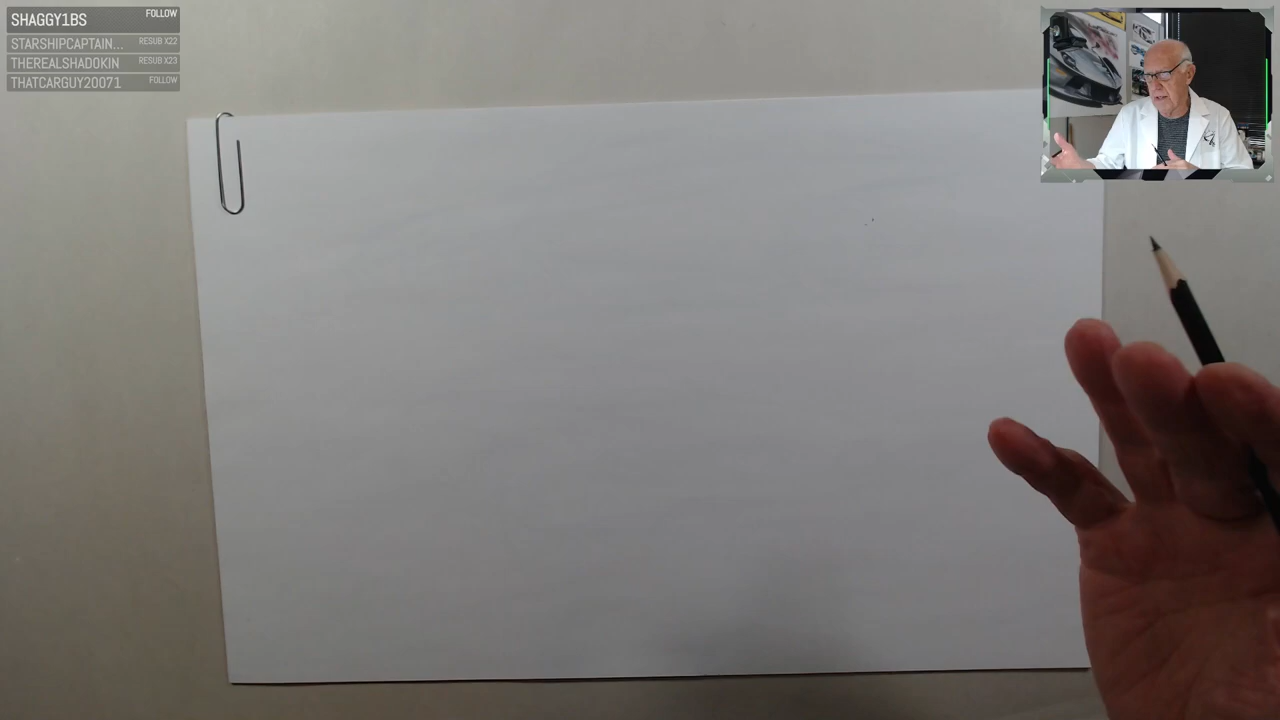 SHAGGY1BS FOLLOW
STARSHIPCAPTAIN... RESUB X22
THEREALSHADOKIN RESUB X23
THATCARGUY20071 FOLLOW